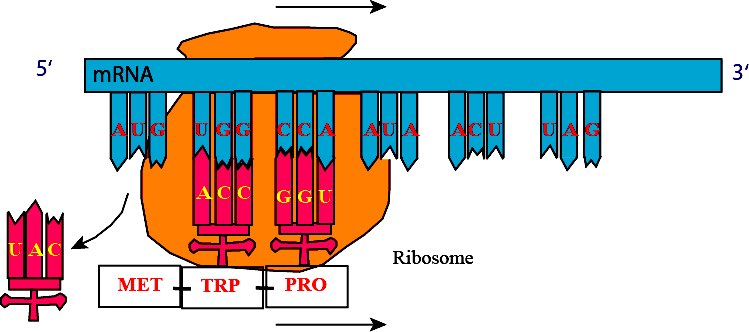 5'
mRNA
3'
A U G U G G C C A A U A A C U U A G
A C C G G U
U A C
Ribosome
MET TRP PRO